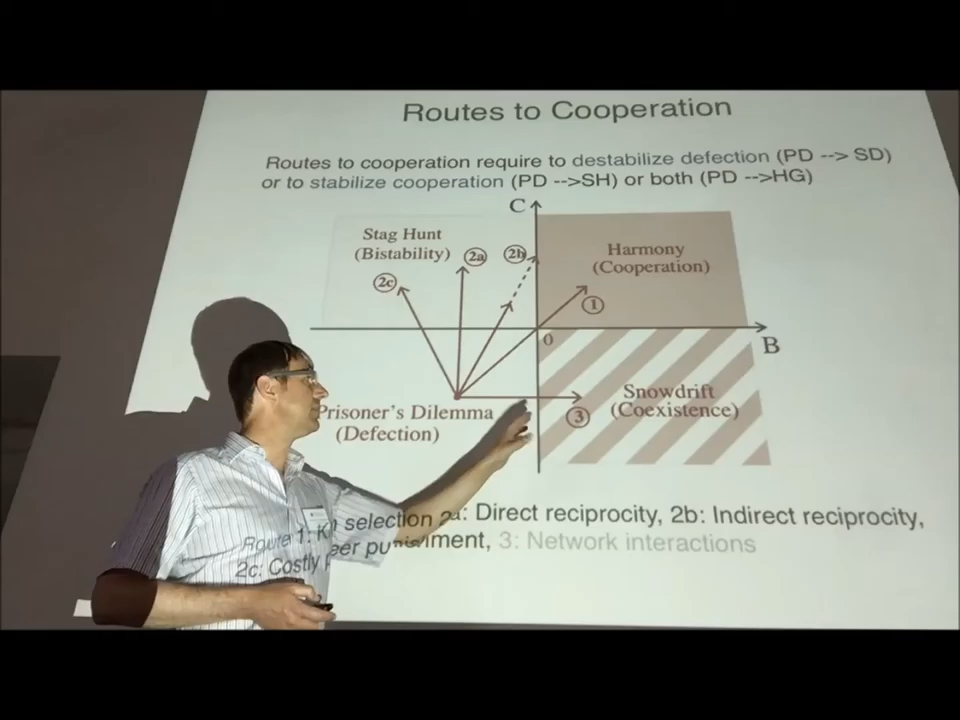 Routes to Cooperation
Routes to cooperation require to destabilize defection (PD --> SD)
or to stabilize cooperation (PD -->SH) or both (PD -->HG)
C
Stag Hunt
(Bistability)
2a
2b
2c
Harmony
(Cooperation)
1
0
B
Prisoner's Dilemma
(Defection)
3
Snowdrift
(Coexistence)
Route 1: Kin selection 2a: Direct reciprocity, 2b: Indirect reciprocity,
2c: Costly peer punishment, 3: Network interactions